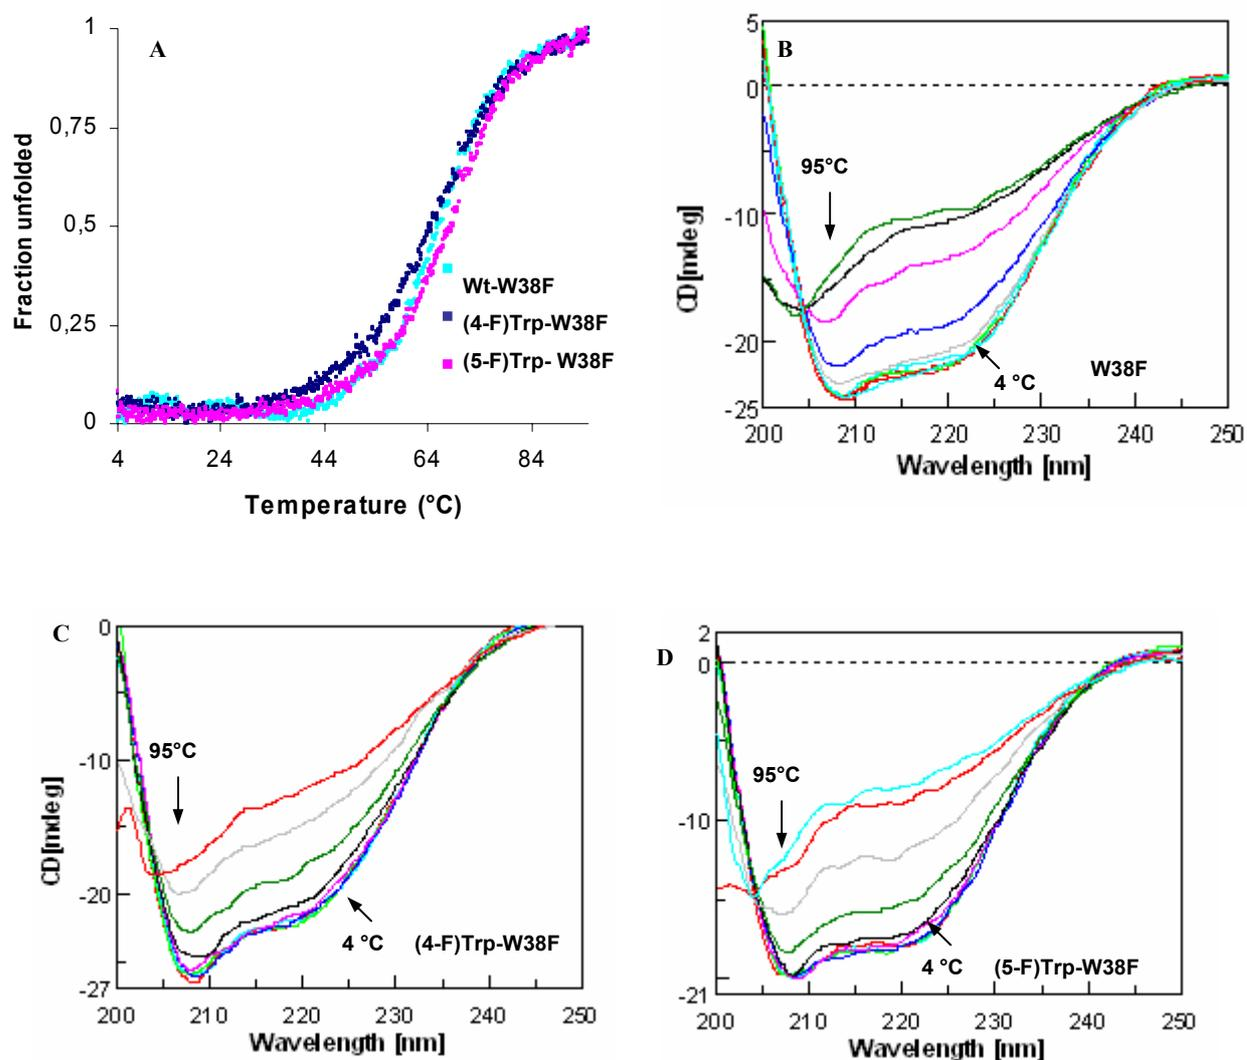 A
1
0.75
0.5
0.25
0
Fraction unfolded
4 24 44 64 84
Temperature (°C)
Wt-W38F
(4-F)Trp-W38F
(5-F)Trp- W38F
B
5
0
-10
-20
-25
CD[mdeg]
95°C
4 °C
W38F
200 210 220 230 240 250
Wavelength [nm]
C
0
-10
-20
-27
CD[mdeg]
95°C
4 °C
(4-F)Trp-W38F
200 210 220 230 240 250
Wavelength [nm]
D
2
0
-10
-21
CD[mdeg]
95°C
4 °C
(5-F)Trp-W38F
200 210 220 230 240 250
Wavelength [nm]